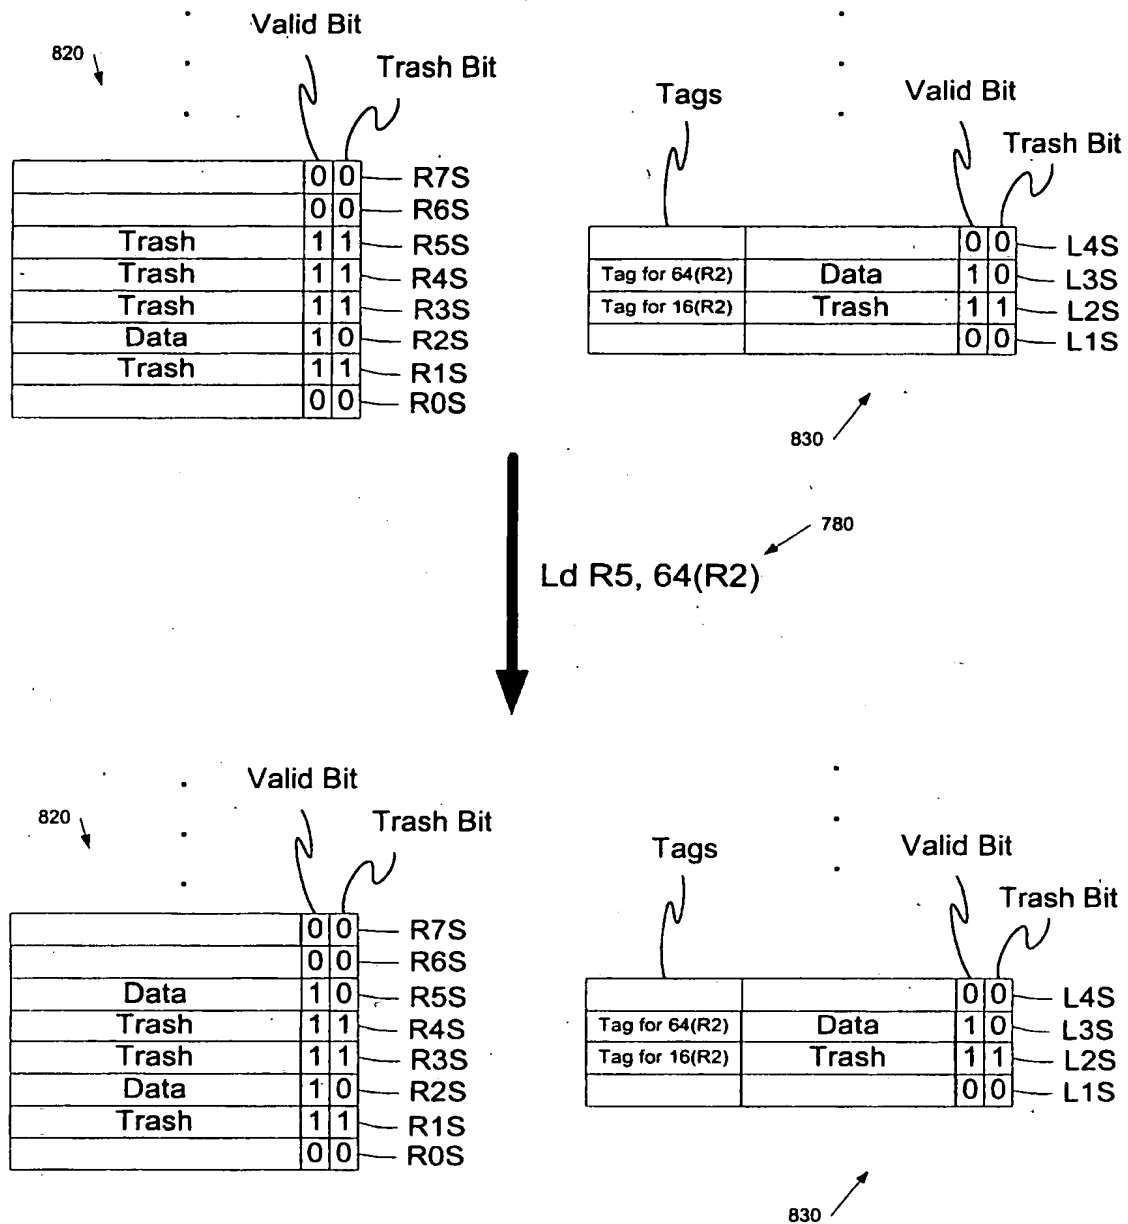 Valid Bit
820
Trash Bit
0 0 R7S
0 0 R6S
Trash 1 1 R5S
Trash 1 1 R4S
Trash 1 1 R3S
Data 1 0 R2S
Trash 1 1 R1S
0 0 R0S
Tags
Valid Bit
Trash Bit
0 0 L4S
Tag for 64(R2) Data 1 0 L3S
Tag for 16(R2) Trash 1 1 L2S
0 0 L1S
830
780
Ld R5, 64(R2)
Valid Bit
820
Trash Bit
0 0 R7S
0 0 R6S
Data 1 0 R5S
Trash 1 1 R4S
Trash 1 1 R3S
Data 1 0 R2S
Trash 1 1 R1S
0 0 R0S
Tags
Valid Bit
Trash Bit
0 0 L4S
Tag for 64(R2) Data 1 0 L3S
Tag for 16(R2) Trash 1 1 L2S
0 0 L1S
830